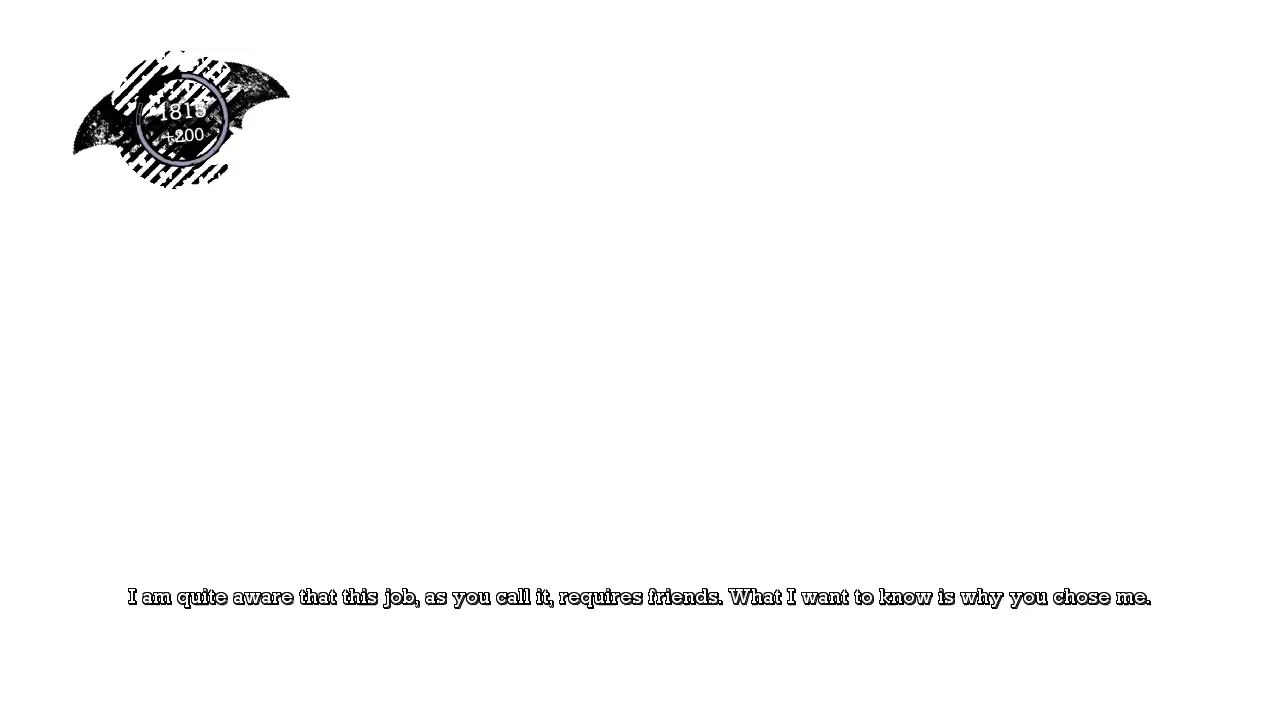 1815
+200
I am quite aware that this job, as you call it, requires friends. What I want to know is why you chose me.